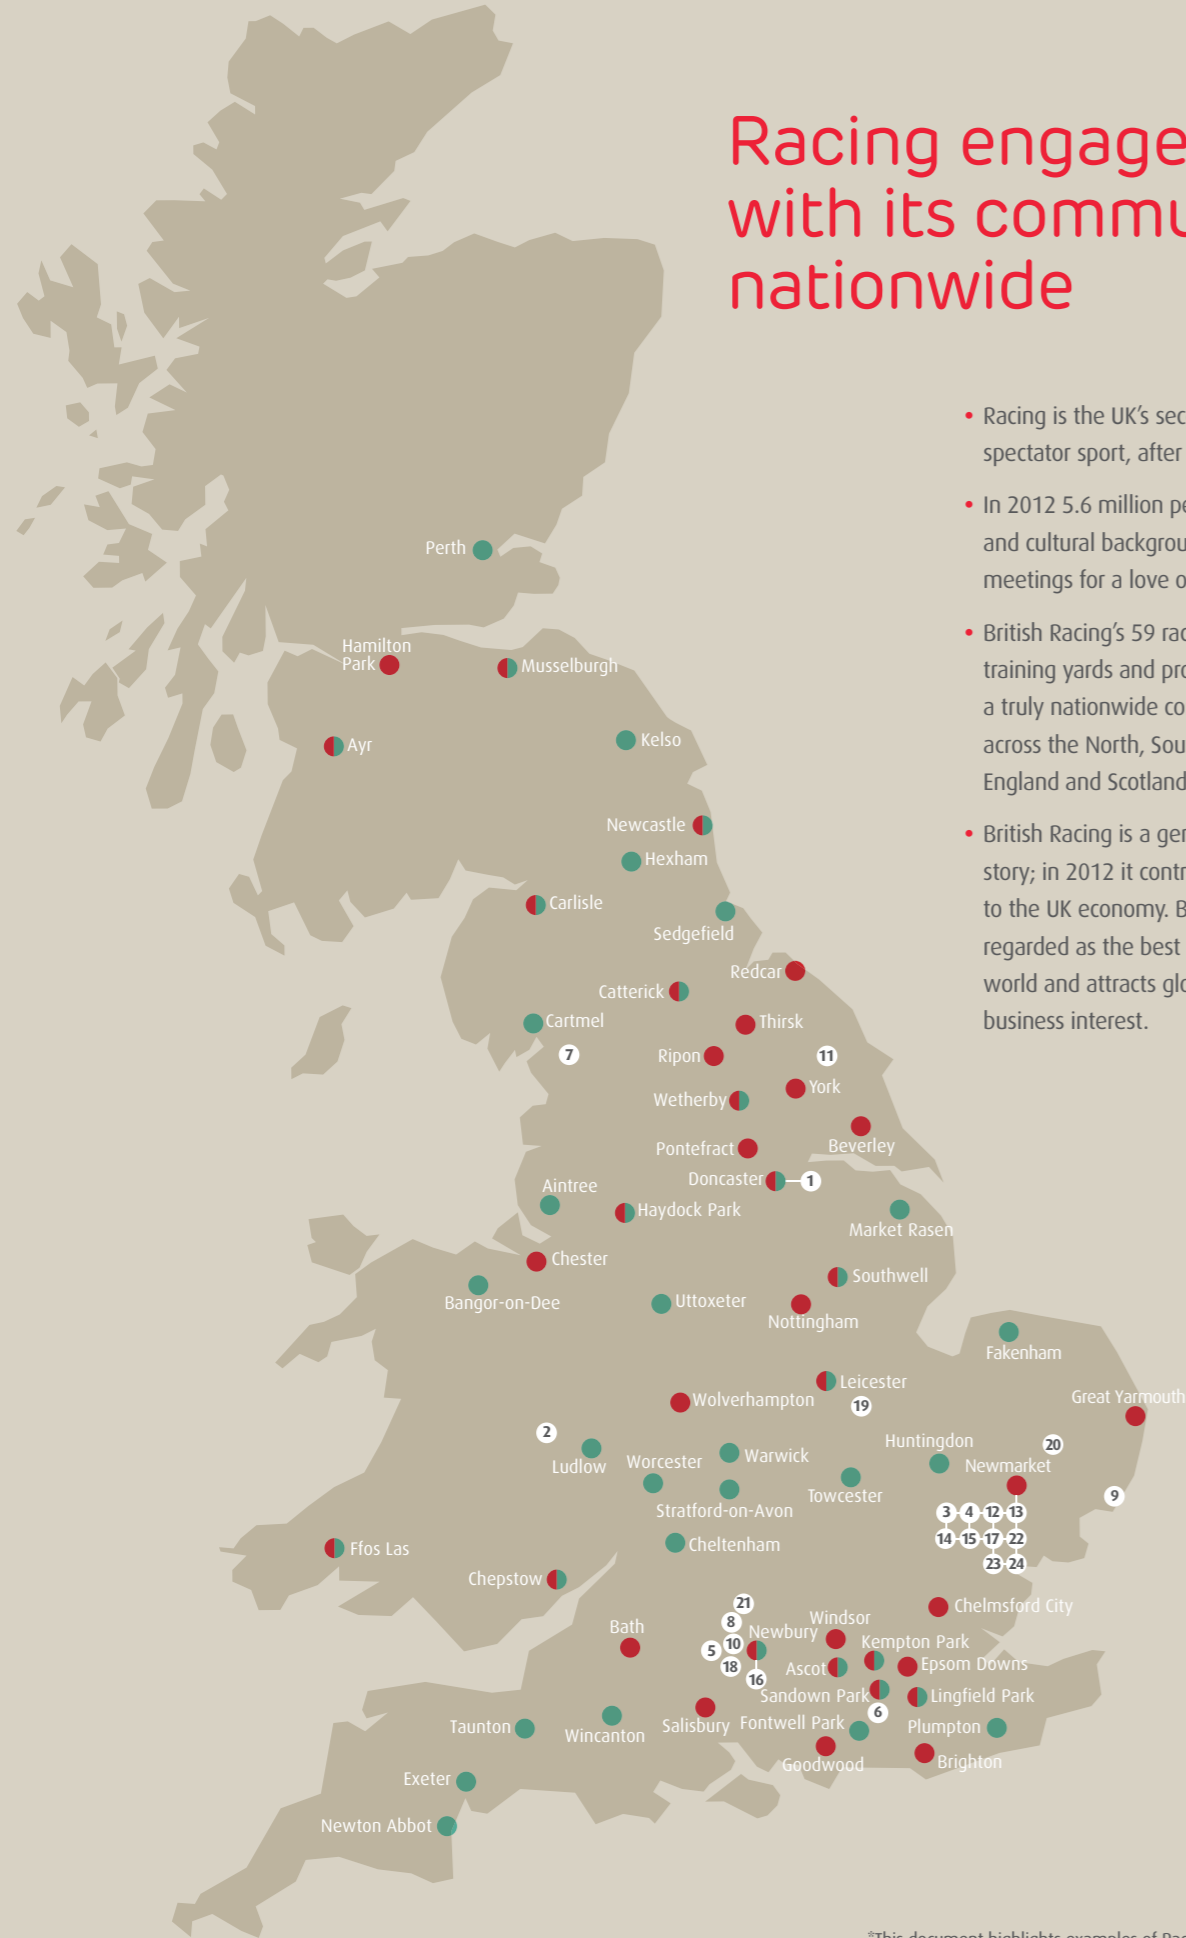 Racing engage
with its commu
nationwide
• Racing is the UK's sec
spectator sport, after
• In 2012 5.6 million pe
and cultural backgrou
meetings for a love o
• British Racing's 59 rac
training yards and pro
a truly nationwide co
across the North, Sou
England and Scotland
• British Racing is a ger
story; in 2012 it contr
to the UK economy. B
regarded as the best
world and attracts glo
business interest.
Perth
Hamilton
Park
Musselburgh
Ayr
Kelso
Newcastle
Hexham
Carlisle
Sedgefield
Redcar
Catterick
Cartmel
Thirsk
7
Ripon
11
York
Wetherby
Beverley
Pontefract
Doncaster
1
Aintree
Haydock Park
Market Rasen
Chester
Southwell
Bangor-on-Dee
Uttoxeter
Nottingham
Fakenham
Leicester
Great Yarmouth
Wolverhampton
19
2
Huntingdon
20
Ludlow
Worcester
Warwick
Newmarket
Towcester
9
Stratford-on-Avon
3 4 12 13
14 15 17 22
23 24
Cheltenham
Ffos Las
Chepstow
21
Chelmsford City
8
Windsor
Bath
Newbury
Kempton Park
5
10
18
16
Ascot
Epsom Downs
Sandown Park
Lingfield Park
6
Taunton
Wincanton
Salisbury
Fontwell Park
Plumpton
Goodwood
Brighton
Exeter
Newton Abbot
*This document highlights examples of Rac